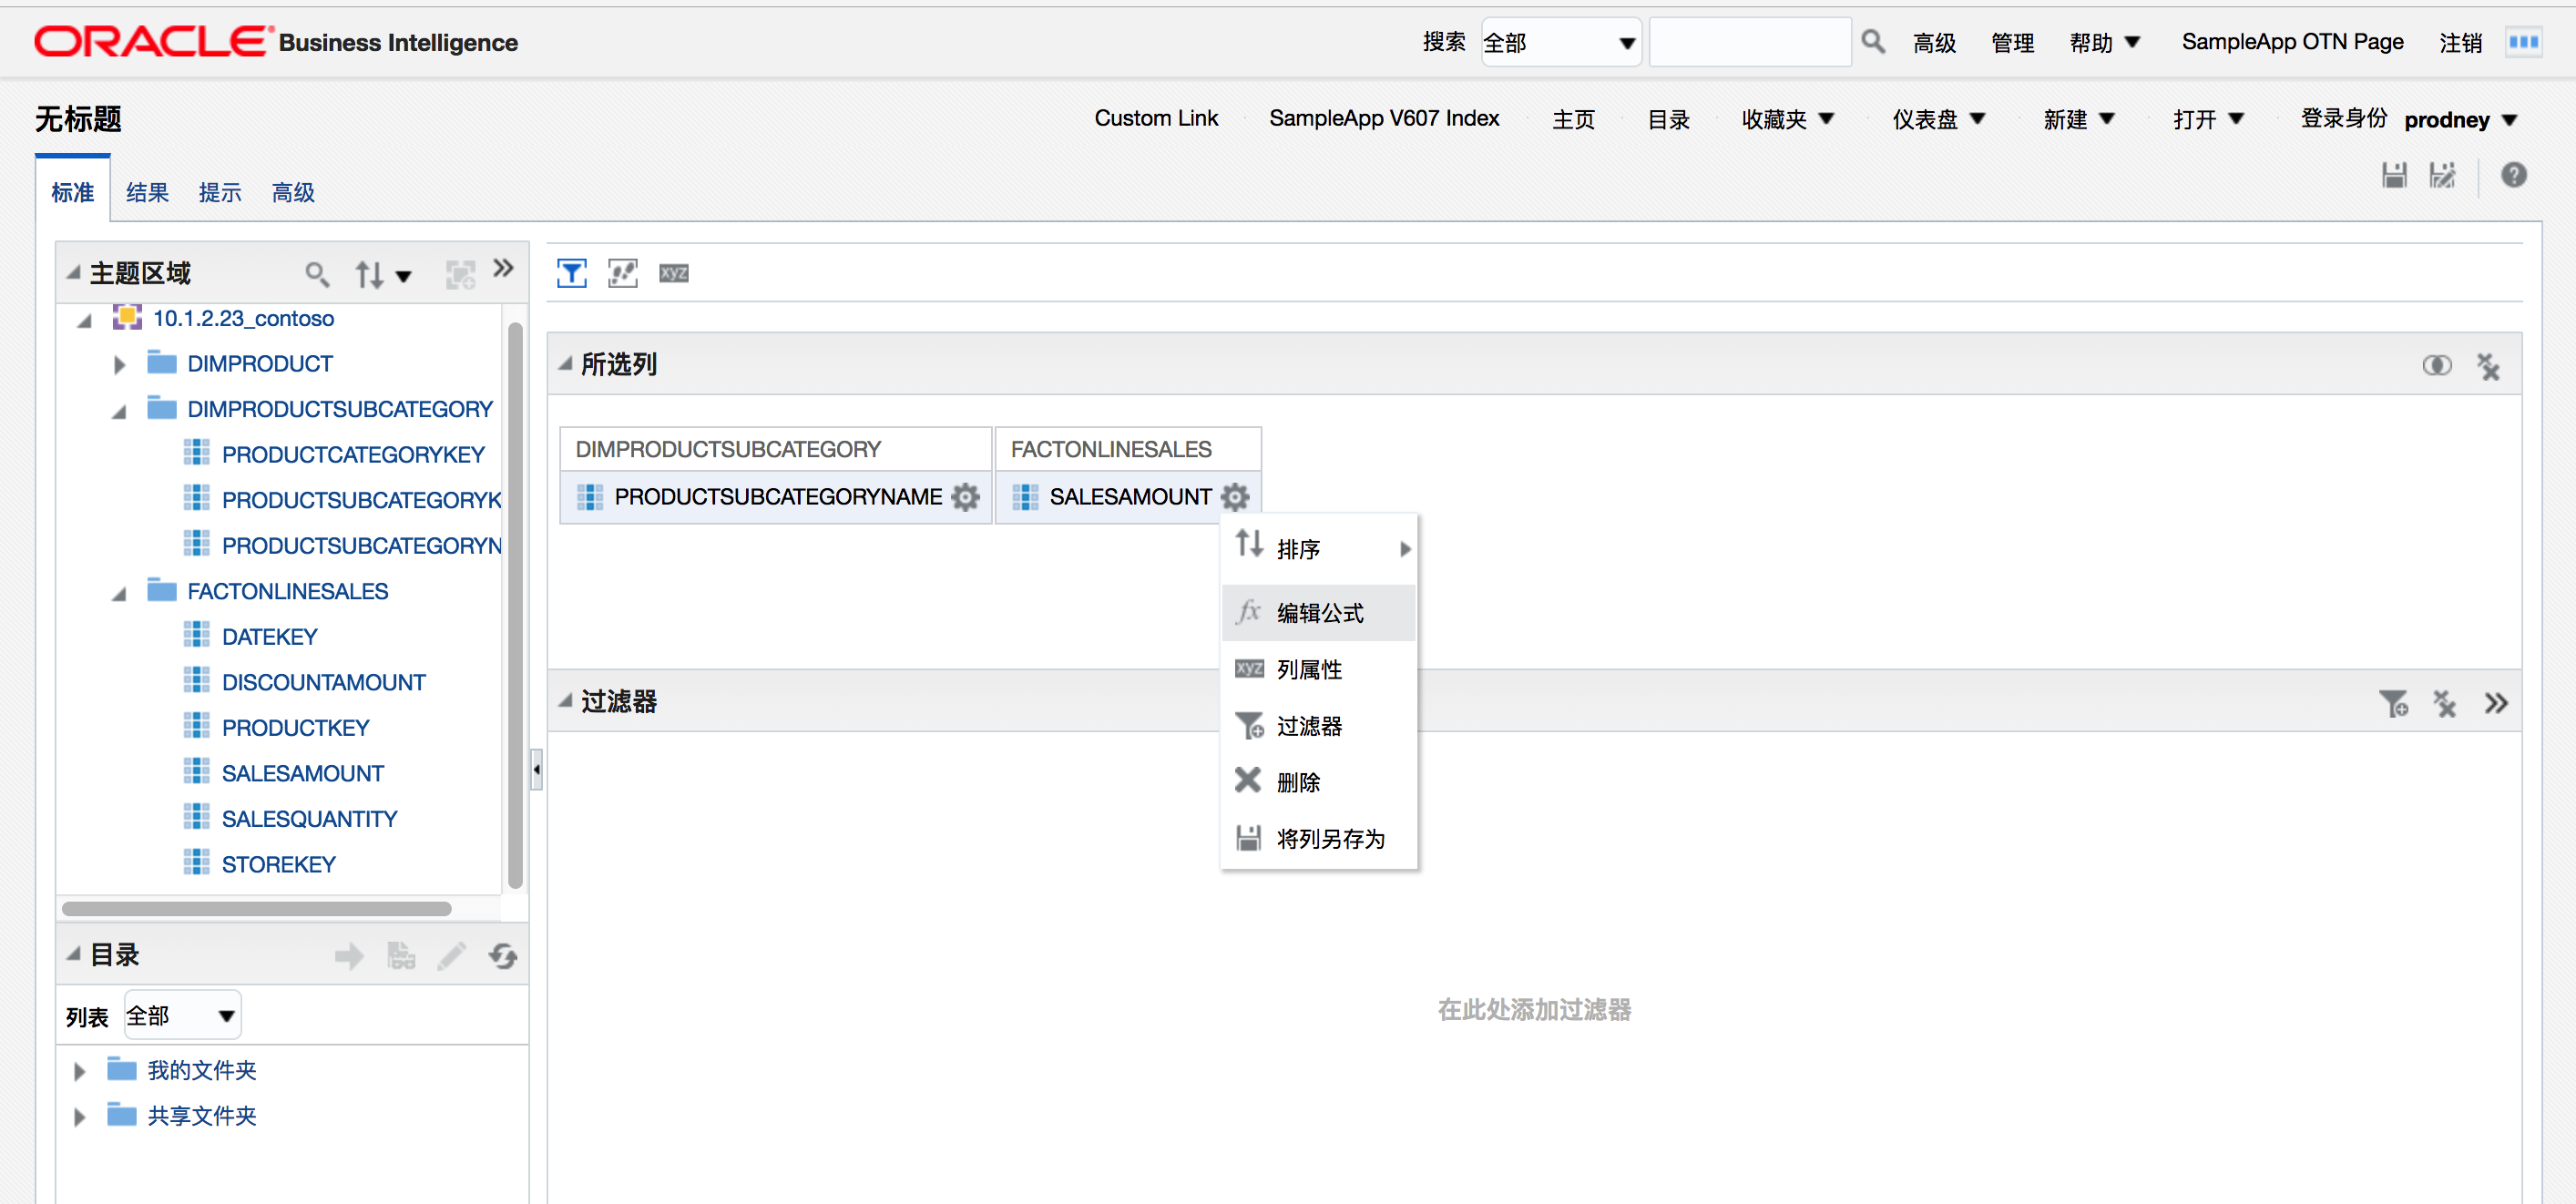 ORACLE Business Intelligence
搜索 全部 高级 管理 帮助 SampleApp OTN Page 注销
无标题
Custom Link SampleApp V607 Index 主页 目录 收藏夹 仪表盘 新建 打开 登录身份 prodney
标准 结果 提示 高级
主题区域
10.1.2.23_contoso
DIMPRODUCT
DIMPRODUCTSUBCATEGORY
PRODUCTCATEGORYKEY
PRODUCTSUBCATEGORYK
PRODUCTSUBCATEGORYN
FACTONLINESALES
DATEKEY
DISCOUNTAMOUNT
PRODUCTKEY
SALESAMOUNT
SALESQUANTITY
STOREKEY
目录
列表 全部
我的文件夹
共享文件夹
xyz
所选列
DIMPRODUCTSUBCATEGORY FACTONLINESALES
PRODUCTSUBCATEGORYNAME SALESAMOUNT
排序
fx 编辑公式
xyz 列属性
过滤器
删除
将列另存为
过滤器
在此处添加过滤器